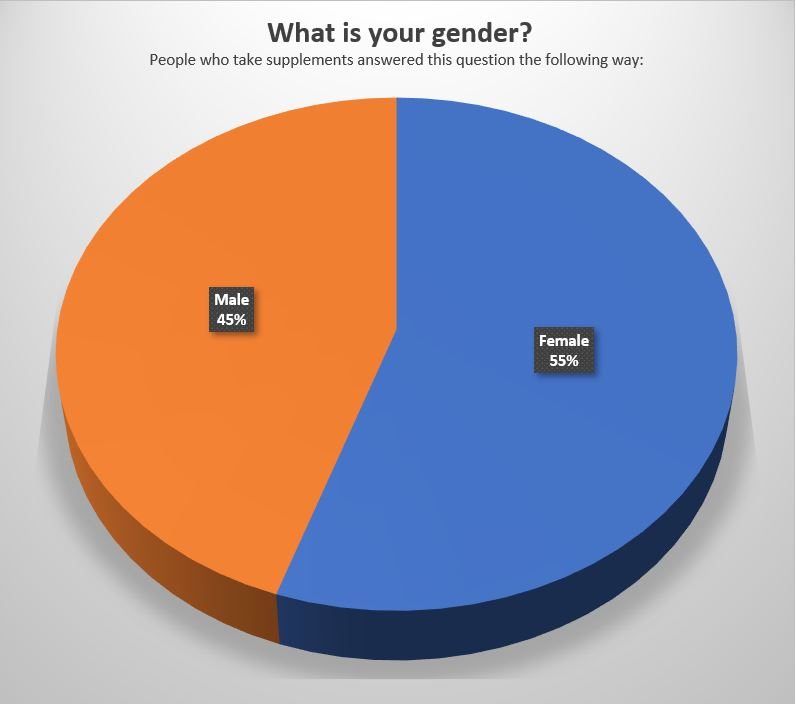 What is your gender?
People who take supplements answered this question the following way:
Male
45%
Female
55%